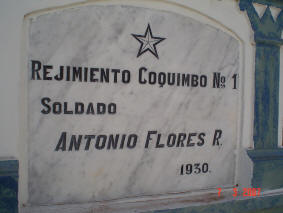 REJIMIENTO COQUIMBO No 1
SOLDADO
ANTONIO FLORES R.
1930.